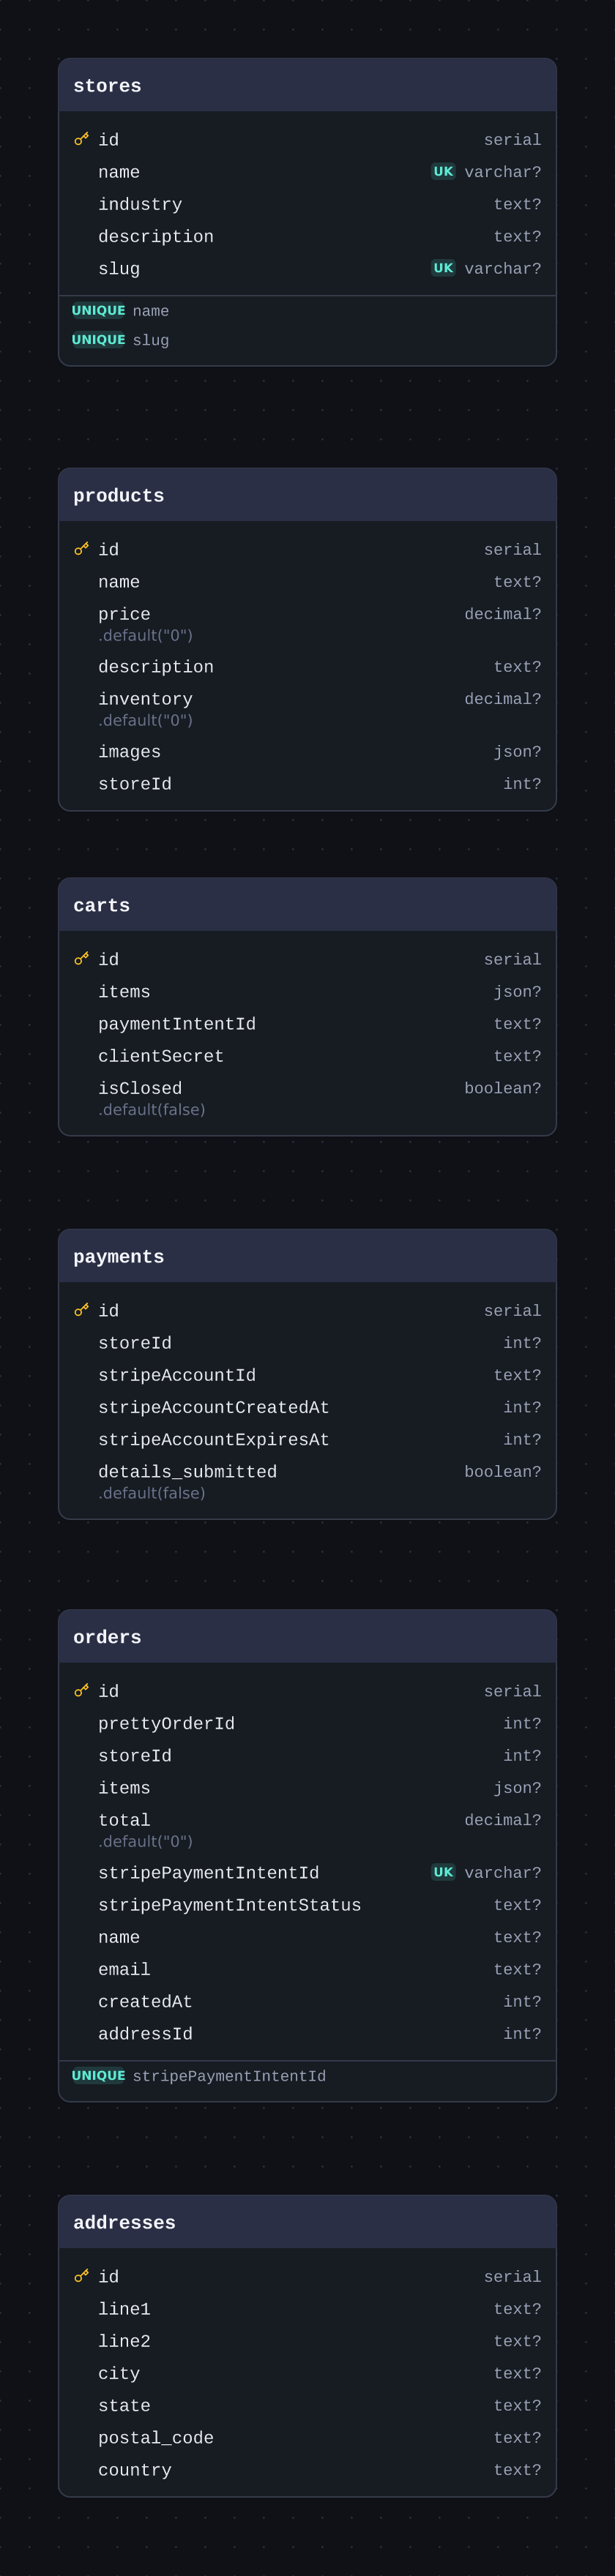 stores
id serial
name UK varchar?
industry text?
description text?
slug UK varchar?
UNIQUE name
UNIQUE slug
products
id serial
name text?
price decimal?
.default("0")
description text?
inventory decimal?
.default("0")
images json?
storeId int?
carts
id serial
items json?
paymentIntentId text?
clientSecret text?
isClosed boolean?
.default(false)
payments
id serial
storeId int?
stripeAccountId text?
stripeAccountCreatedAt int?
stripeAccountExpiresAt int?
details_submitted boolean?
.default(false)
orders
id serial
prettyOrderId int?
storeId int?
items json?
total decimal?
.default("0")
stripePaymentIntentId UK varchar?
stripePaymentIntentStatus text?
name text?
email text?
createdAt int?
addressId int?
UNIQUE stripePaymentIntentId
addresses
id serial
line1 text?
line2 text?
city text?
state text?
postal_code text?
country text?